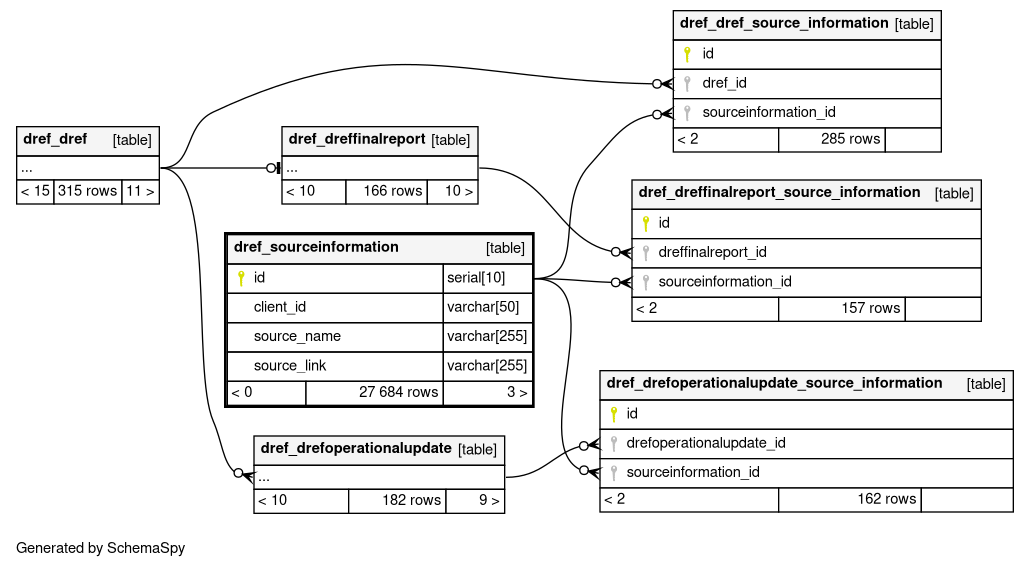 dref_dref_source_information [table]
id
dref_id
sourceinformation_id
< 2 285 rows
dref_dref [table]
...
< 15 315 rows 11 >
dref_dreffinalreport [table]
...
< 10 166 rows 10 >
dref_dreffinalreport_source_information [table]
id
dreffinalreport_id
sourceinformation_id
< 2 157 rows
dref_sourceinformation [table]
id serial[10]
client_id varchar[50]
source_name varchar[255]
source_link varchar[255]
< 0 27 684 rows 3 >
dref_drefoperationalupdate_source_information [table]
id
drefoperationalupdate_id
sourceinformation_id
< 2 162 rows
dref_drefoperationalupdate [table]
...
< 10 182 rows 9 >
Generated by SchemaSpy